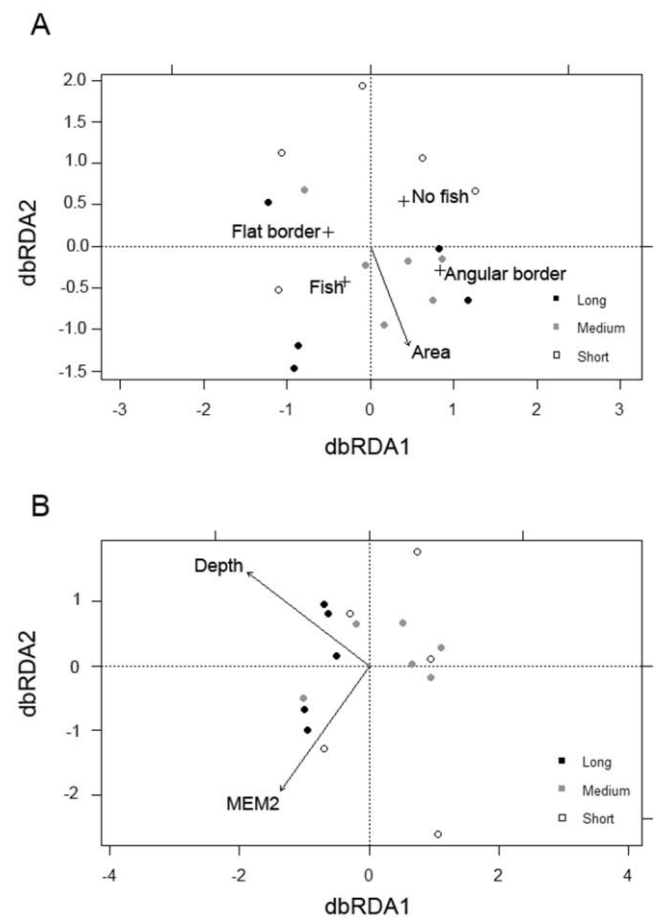 A
dbRDA2
2.0
1.5
1.0
0.5
0.0
-0.5
-1.0
-1.5
No fish
Flat border
Fish
Angular border
Area
Long
Medium
Short
-3 -2 -1 0 1 2 3
dbRDA1
B
dbRDA2
1
0
-1
-2
Depth
MEM2
Long
Medium
Short
-4 -2 0 2 4
dbRDA1